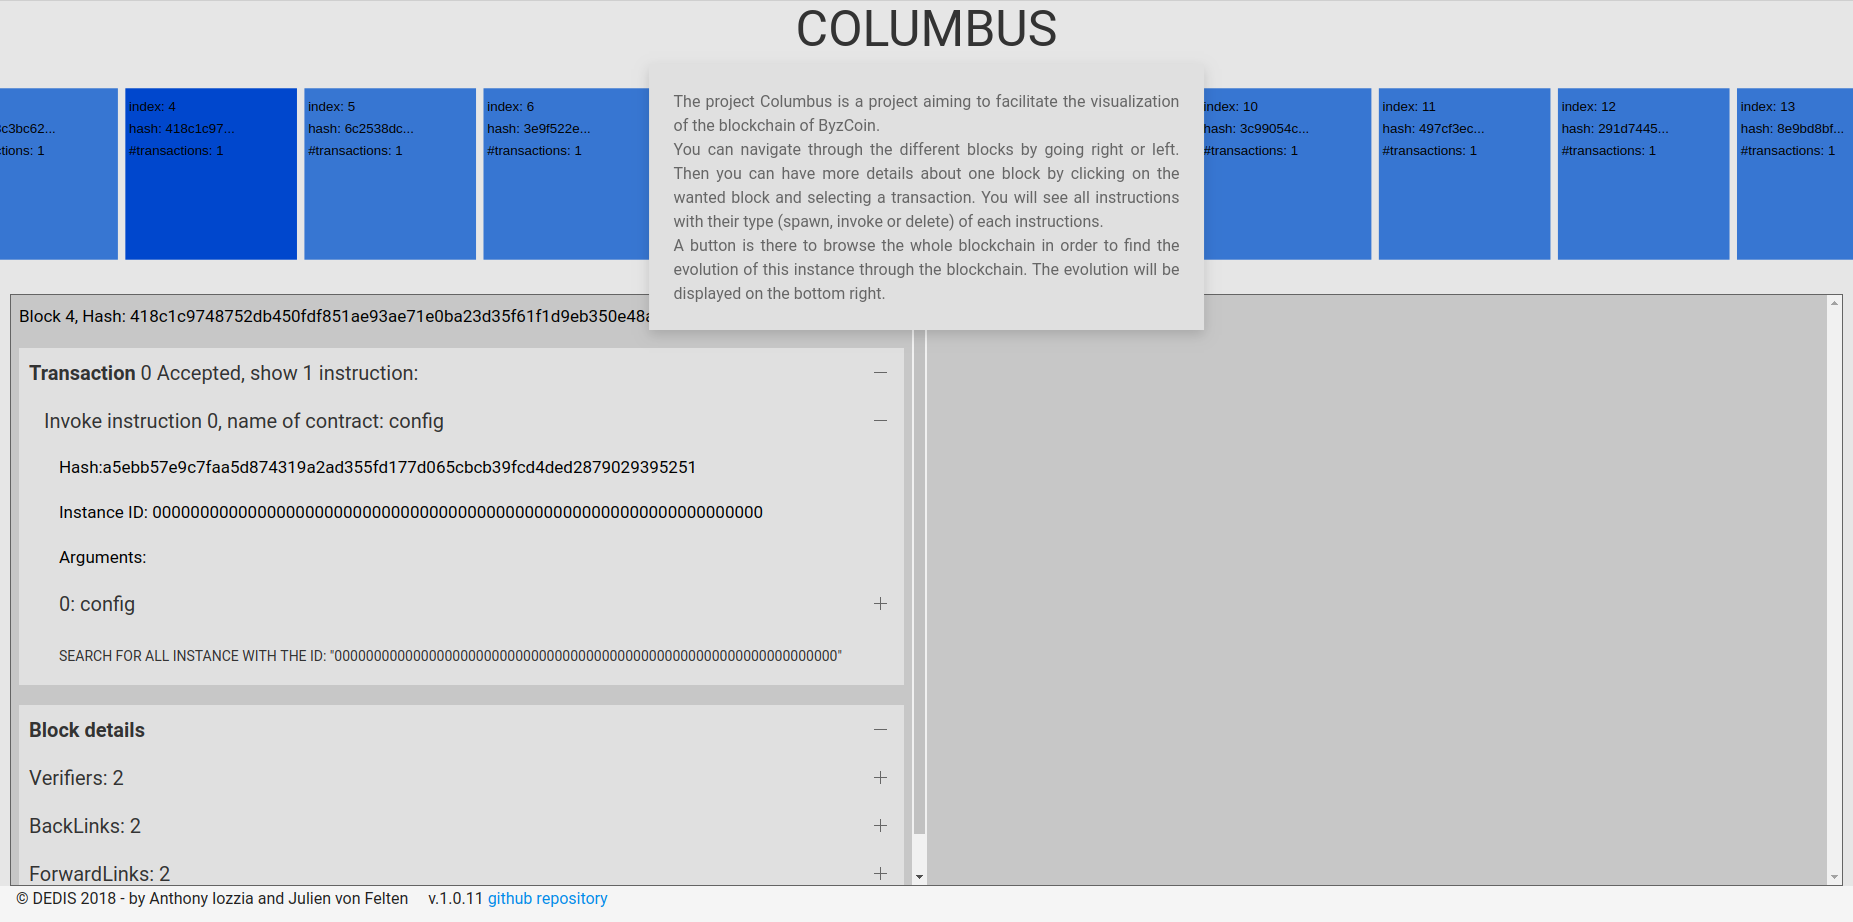 COLUMBUS
c3bc62...
tions: 1
index: 4
hash: 418c1c97...
#transactions: 1
index: 5
hash: 6c2538dc...
#transactions: 1
index: 6
hash: 3e9f522e...
#transactions: 1
The project Columbus is a project aiming to facilitate the visualization
of the blockchain of ByzCoin.
You can navigate through the different blocks by going right or left.
Then you can have more details about one block by clicking on the
wanted block and selecting a transaction. You will see all instructions
with their type (spawn, invoke or delete) of each instructions.
A button is there to browse the whole blockchain in order to find the
evolution of this instance through the blockchain. The evolution will be
displayed on the bottom right.
index: 10
hash: 3c99054c...
#transactions: 1
index: 11
hash: 497cf3ec...
#transactions: 1
index: 12
hash: 291d7445...
#transactions: 1
index: 13
hash: 8e9bd8bf...
#transactions: 1
Block 4, Hash: 418c1c9748752db450fdf851ae93ae71e0ba23d35f61f1d9eb350e48a
Transaction 0 Accepted, show 1 instruction:
Invoke instruction 0, name of contract: config
Hash:a5ebb57e9c7faa5d874319a2ad355fd177d065cbcb39fcd4ded2879029395251
Instance ID: 0000000000000000000000000000000000000000000000000000000000000000
Arguments:
0: config
SEARCH FOR ALL INSTANCE WITH THE ID: "0000000000000000000000000000000000000000000000000000000000000000"
Block details
Verifiers: 2
BackLinks: 2
ForwardLinks: 2
© DEDIS 2018 - by Anthony Iozzia and Julien von Felten v.1.0.11 github repository